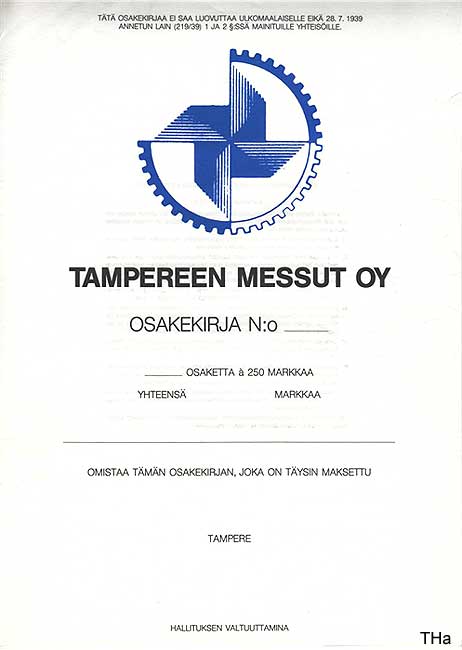 TÄTÄ OSAKEKIRJAA EI SAA LUOVUTTAA ULKOMAALAISELLE EIKÄ 28. 7. 1939
ANNETUN LAIN (219/39) 1 JA 2 §:SSÄ MAINITUILLE YHTEISÖILLE.
TAMPEREEN MESSUT OY
OSAKEKIRJA N:o ______
______ OSAKETTA à 250 MARKKAA
YHTEENSÄ MARKKAA
OMISTAA TÄMÄN OSAKEKIRJAN, JOKA ON TÄYSIN MAKSETTU
TAMPERE
HALLITUKSEN VALTUUTTAMINA
THa